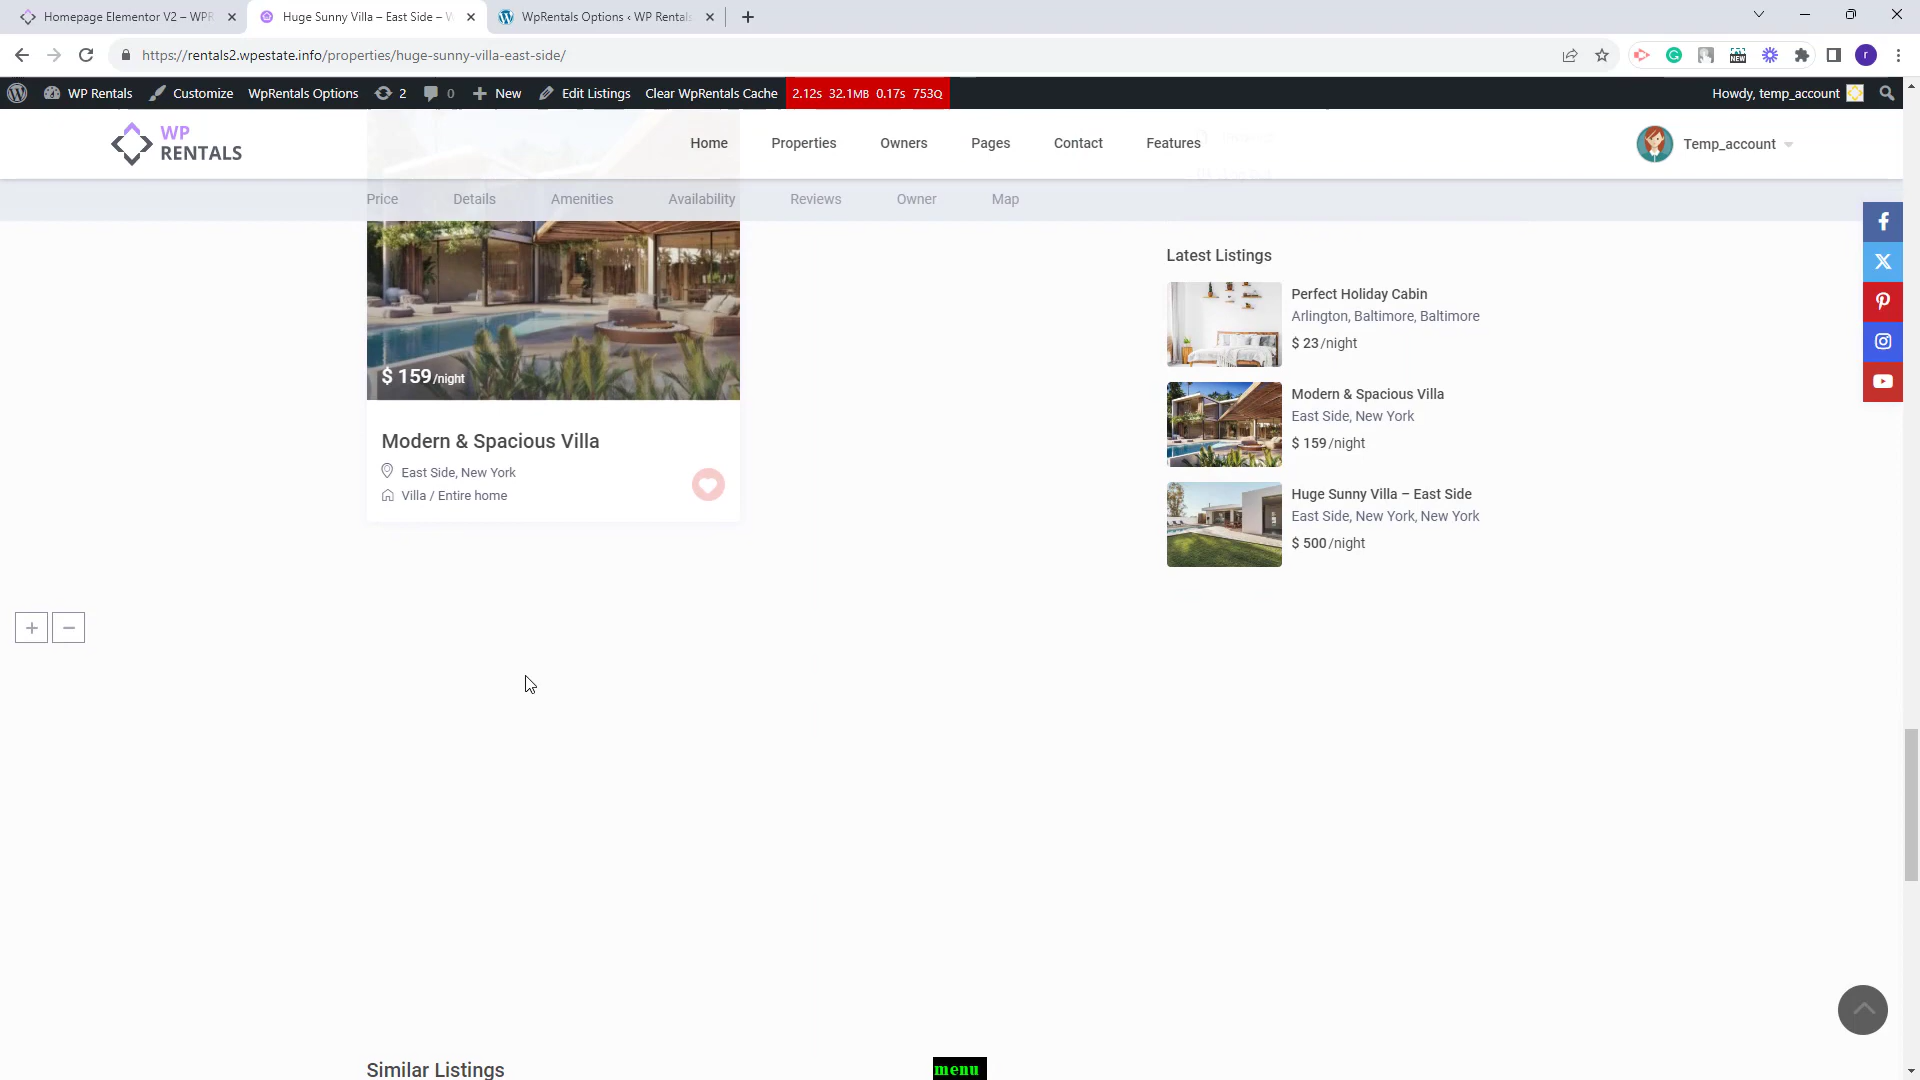 Homepage Elementor V2 – WPR
Huge Sunny Villa – East Side – W
WpRentals Options ‹ WP Rentals
https://rentals2.wpestate.info/properties/huge-sunny-villa-east-side/
WP Rentals
Customize
WpRentals Options
2
0
New
Edit Listings
Clear WpRentals Cache
2.12s 32.1MB 0.17s 753Q
Howdy, temp_account
WP
RENTALS
Home
Properties
Owners
Pages
Contact
Features
Temp_account
Price
Details
Amenities
Availability
Reviews
Owner
Map
$ 159/night
Modern & Spacious Villa
East Side, New York
Villa / Entire home
Latest Listings
Perfect Holiday Cabin
Arlington, Baltimore, Baltimore
$ 23/night
Modern & Spacious Villa
East Side, New York
$ 159/night
Huge Sunny Villa – East Side
East Side, New York, New York
$ 500/night
Similar Listings
menu